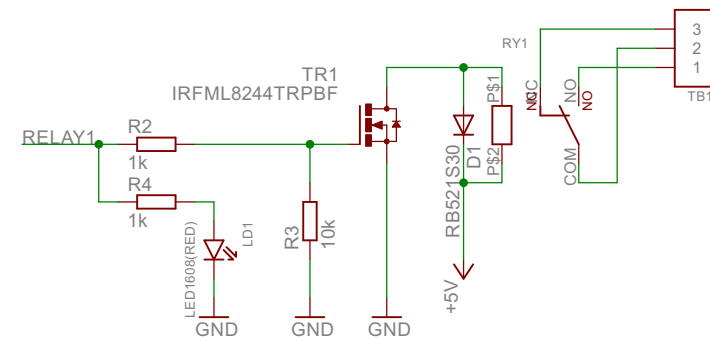 RY1
3
2
1
TB1
TR1
IRFML8244TRPBF
P$1
NC
NO
NO
RELAY1
R2
1k
R4
1k
P$2
D1
RB521S30
COM
LED1608(RED)
LD1
R3
10k
+5V
GND
GND
GND